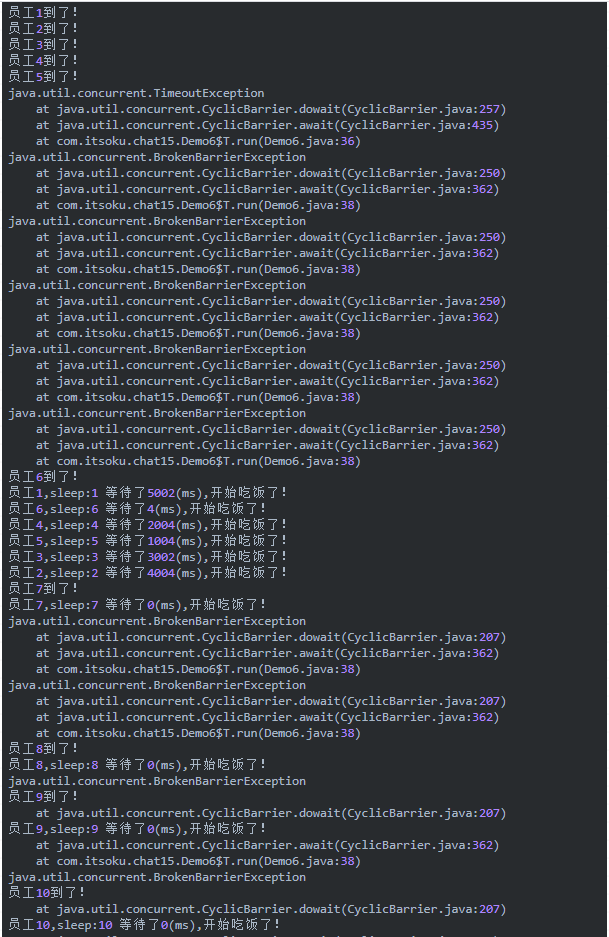 员工1到了!
员工2到了!
员工3到了!
员工4到了!
员工5到了!
java.util.concurrent.TimeoutException
    at java.util.concurrent.CyclicBarrier.dowait(CyclicBarrier.java:257)
    at java.util.concurrent.CyclicBarrier.await(CyclicBarrier.java:435)
    at com.itsoku.chat15.Demo6$T.run(Demo6.java:36)
java.util.concurrent.BrokenBarrierException
    at java.util.concurrent.CyclicBarrier.dowait(CyclicBarrier.java:250)
    at java.util.concurrent.CyclicBarrier.await(CyclicBarrier.java:362)
    at com.itsoku.chat15.Demo6$T.run(Demo6.java:38)
java.util.concurrent.BrokenBarrierException
    at java.util.concurrent.CyclicBarrier.dowait(CyclicBarrier.java:250)
    at java.util.concurrent.CyclicBarrier.await(CyclicBarrier.java:362)
    at com.itsoku.chat15.Demo6$T.run(Demo6.java:38)
java.util.concurrent.BrokenBarrierException
    at java.util.concurrent.CyclicBarrier.dowait(CyclicBarrier.java:250)
    at java.util.concurrent.CyclicBarrier.await(CyclicBarrier.java:362)
    at com.itsoku.chat15.Demo6$T.run(Demo6.java:38)
java.util.concurrent.BrokenBarrierException
    at java.util.concurrent.CyclicBarrier.dowait(CyclicBarrier.java:250)
    at java.util.concurrent.CyclicBarrier.await(CyclicBarrier.java:362)
    at com.itsoku.chat15.Demo6$T.run(Demo6.java:38)
java.util.concurrent.BrokenBarrierException
    at java.util.concurrent.CyclicBarrier.dowait(CyclicBarrier.java:250)
    at java.util.concurrent.CyclicBarrier.await(CyclicBarrier.java:362)
    at com.itsoku.chat15.Demo6$T.run(Demo6.java:38)
员工6到了!
员工1,sleep:1 等待了5002(ms),开始吃饭了!
员工6,sleep:6 等待了4(ms),开始吃饭了!
员工4,sleep:4 等待了2004(ms),开始吃饭了!
员工5,sleep:5 等待了1004(ms),开始吃饭了!
员工3,sleep:3 等待了3002(ms),开始吃饭了!
员工2,sleep:2 等待了4004(ms),开始吃饭了!
员工7到了!
员工7,sleep:7 等待了0(ms),开始吃饭了!
java.util.concurrent.BrokenBarrierException
    at java.util.concurrent.CyclicBarrier.dowait(CyclicBarrier.java:207)
    at java.util.concurrent.CyclicBarrier.await(CyclicBarrier.java:362)
    at com.itsoku.chat15.Demo6$T.run(Demo6.java:38)
java.util.concurrent.BrokenBarrierException
    at java.util.concurrent.CyclicBarrier.dowait(CyclicBarrier.java:207)
    at java.util.concurrent.CyclicBarrier.await(CyclicBarrier.java:362)
    at com.itsoku.chat15.Demo6$T.run(Demo6.java:38)
员工8到了!
员工8,sleep:8 等待了0(ms),开始吃饭了!
java.util.concurrent.BrokenBarrierException
员工9到了!
    at java.util.concurrent.CyclicBarrier.dowait(CyclicBarrier.java:207)
员工9,sleep:9 等待了0(ms),开始吃饭了!
    at java.util.concurrent.CyclicBarrier.await(CyclicBarrier.java:362)
    at com.itsoku.chat15.Demo6$T.run(Demo6.java:38)
java.util.concurrent.BrokenBarrierException
员工10到了!
    at java.util.concurrent.CyclicBarrier.dowait(CyclicBarrier.java:207)
员工10,sleep:10 等待了0(ms),开始吃饭了!